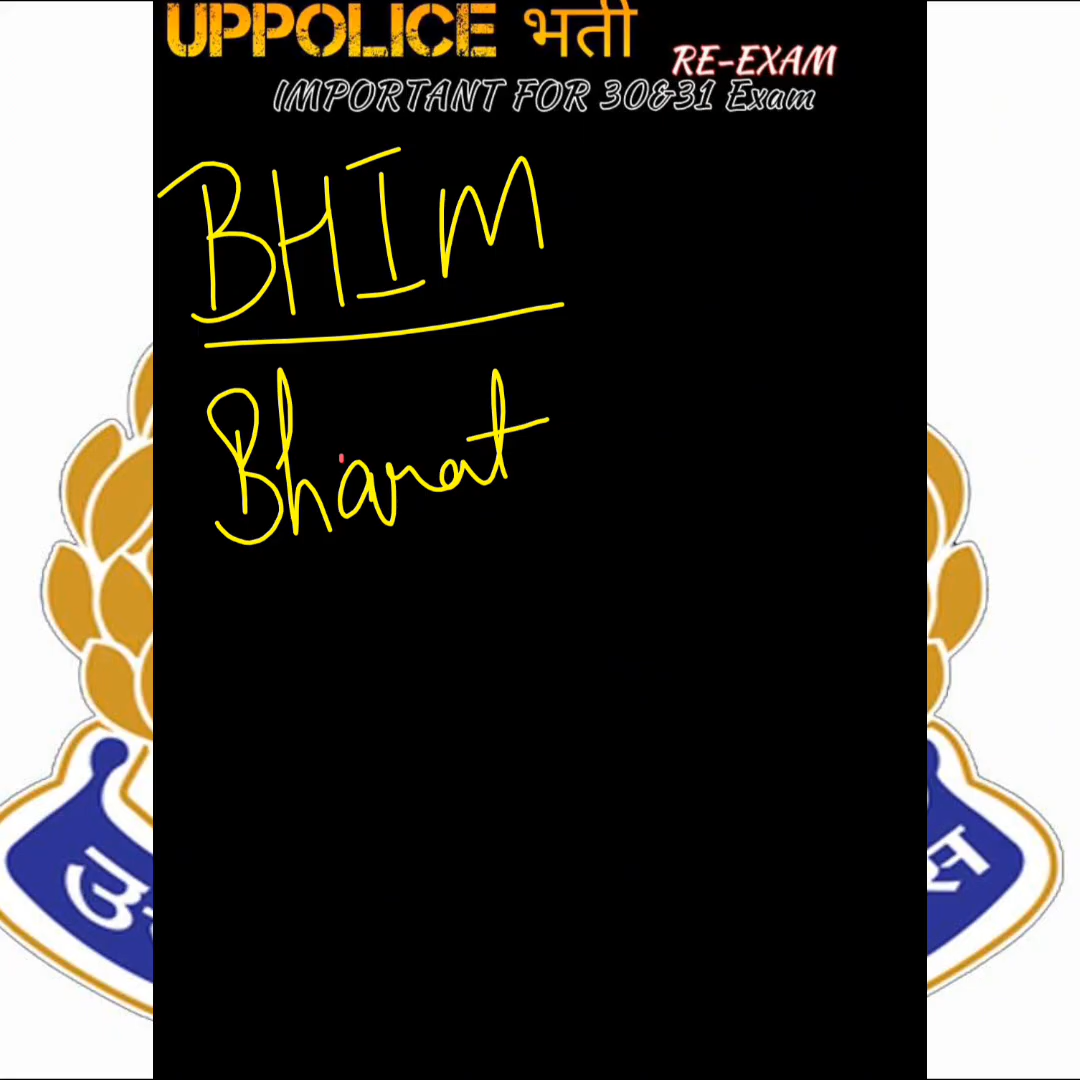 UPPOLICE भर्ती
RE-EXAM
IMPORTANT FOR 30&31 Exam
BHIM
Bharat